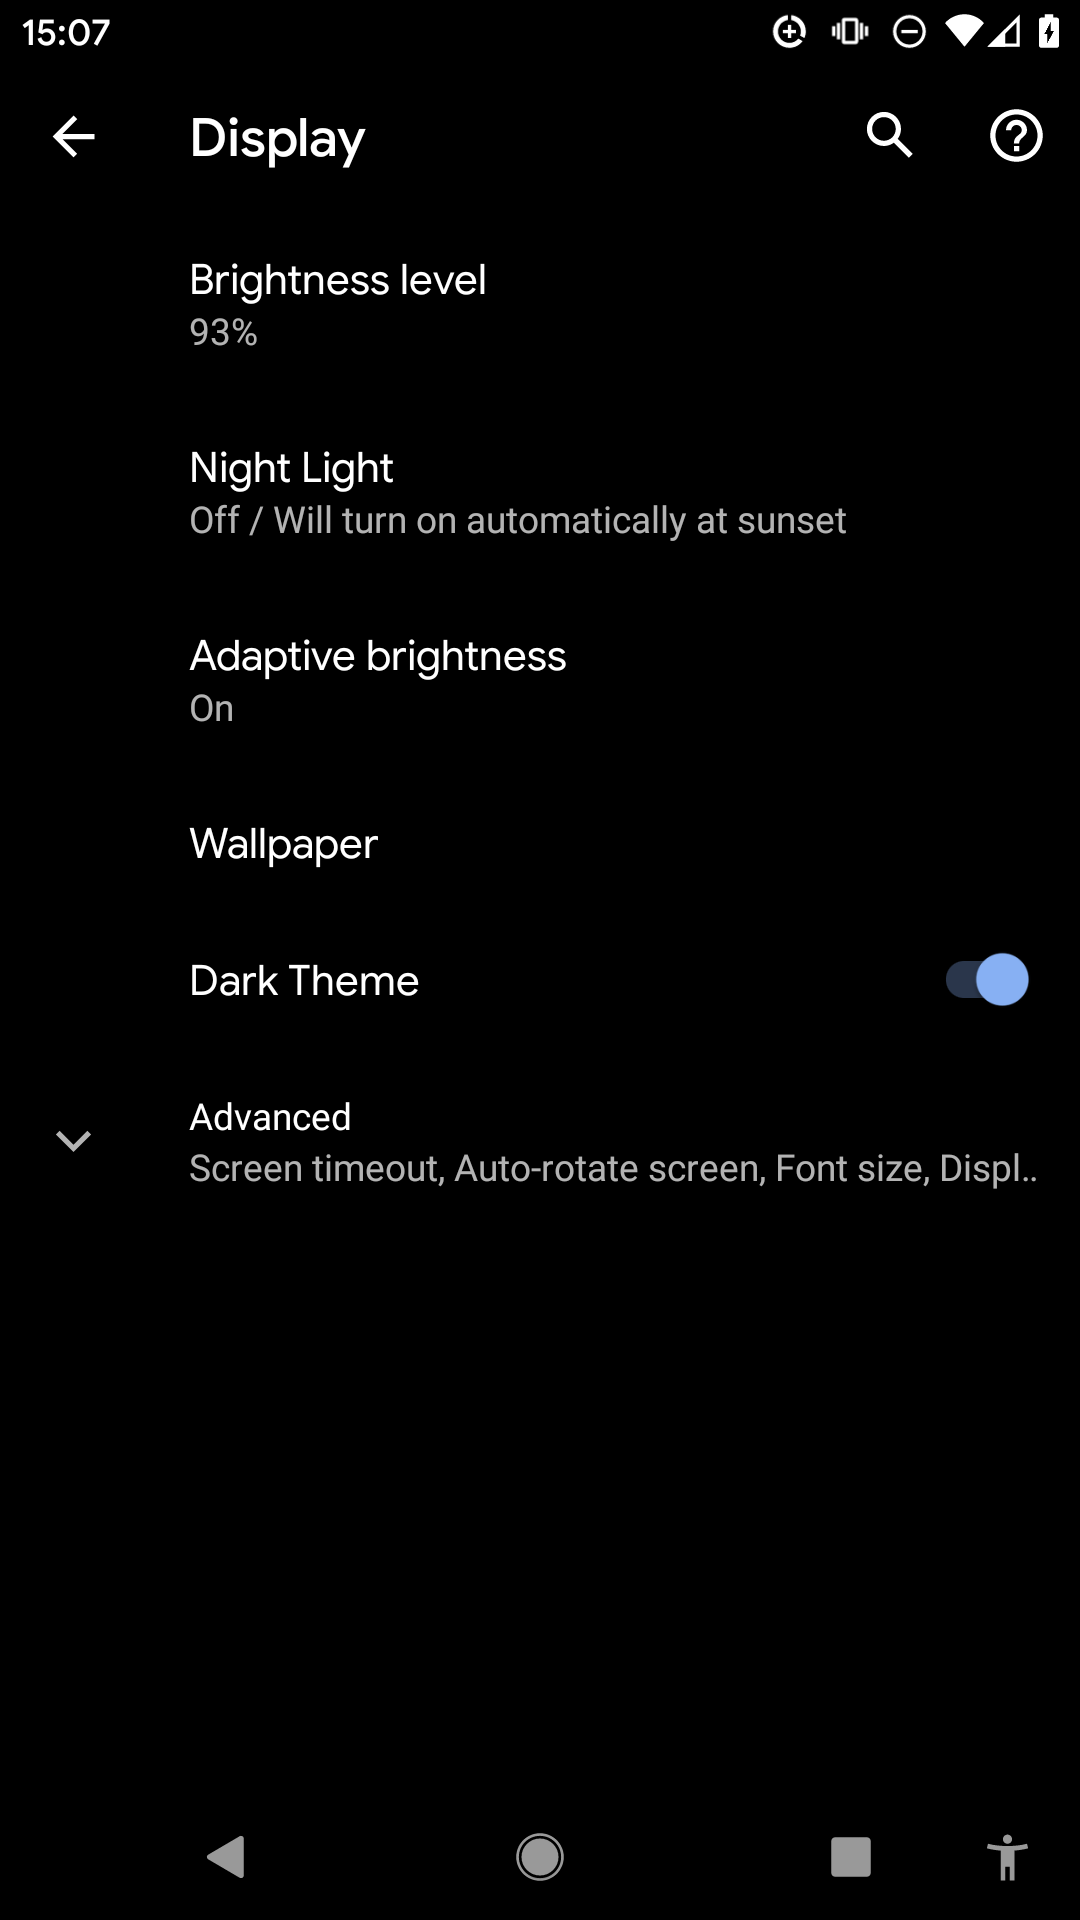 15:07
Display
Brightness level
93%
Night Light
Off / Will turn on automatically at sunset
Adaptive brightness
On
Wallpaper
Dark Theme
Advanced
Screen timeout, Auto-rotate screen, Font size, Displ..